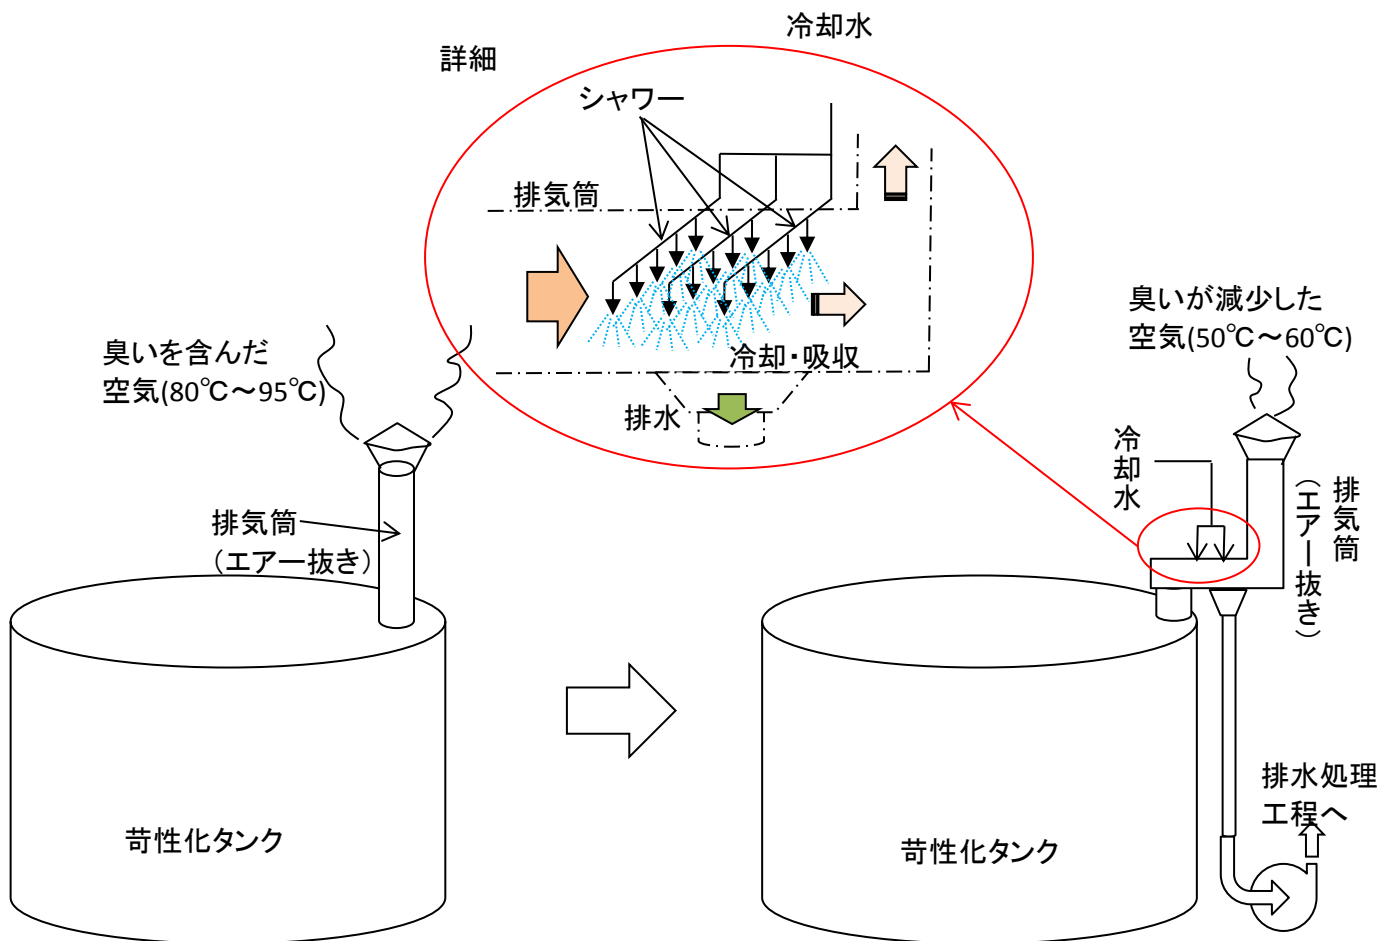 冷却水
詳細
シャワー
排気筒
冷却・吸収
排水
臭いを含んだ
空気(80℃～95℃)
排気筒
（エアー抜き）
苛性化タンク
臭いが減少した
空気(50℃～60℃)
冷却水
排気筒
（エアー抜き）
排水処理
工程へ
苛性化タンク